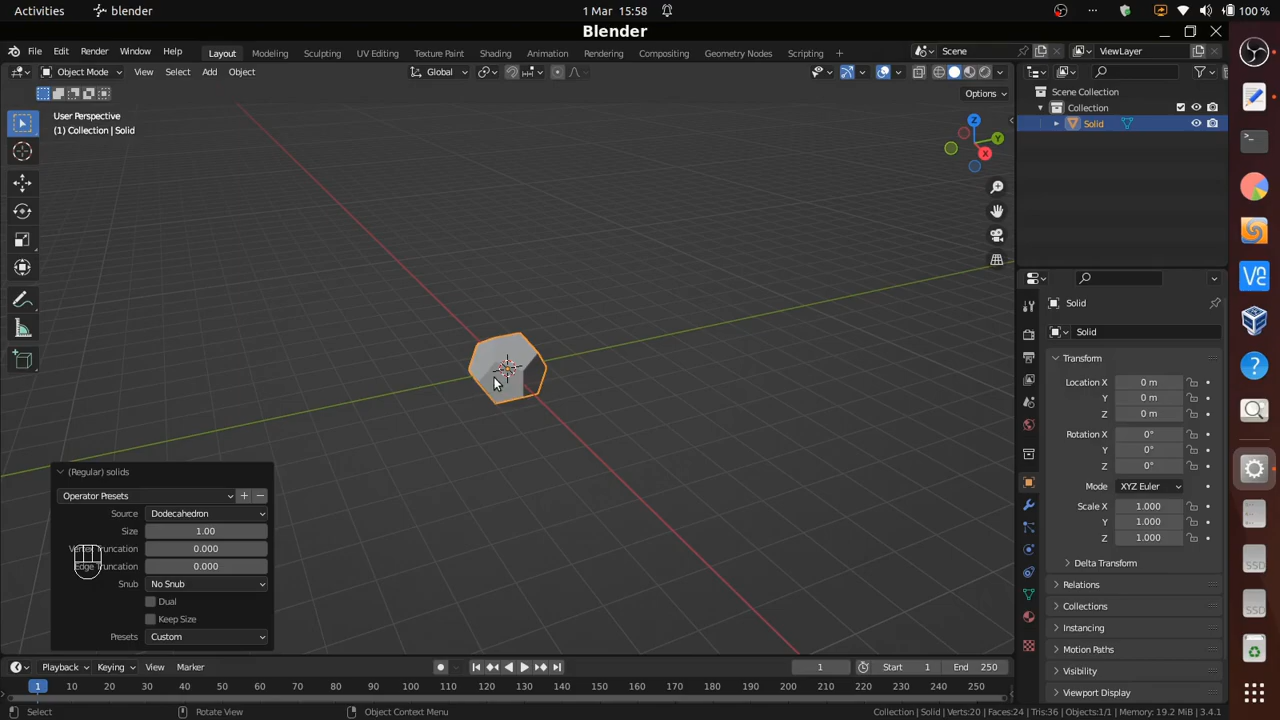 Activities
blender
1 Mar 15:58
100 %
Blender
File Edit Render Window Help
Layout Modeling Sculpting UV Editing Texture Paint Shading Animation Rendering Compositing Geometry Nodes Scripting +
Scene
ViewLayer
Object Mode View Select Add Object
Global
Options
User Perspective
(1) Collection | Solid
Z
Y
X
Scene Collection
Collection
Solid
Solid
Solid
Transform
Location X 0 m
Y 0 m
Z 0 m
Rotation X 0°
Y 0°
Z 0°
Mode XYZ Euler
Scale X 1.000
Y 1.000
Z 1.000
Delta Transform
Relations
Collections
Instancing
Motion Paths
Visibility
Viewport Display
(Regular) solids
Operator Presets
Source Dodecahedron
Size 1.00
Truncation 0.000
Truncation 0.000
Snub No Snub
Dual
Keep Size
Presets Custom
Playback Keying View Marker
1
Start 1
End 250
1 10 20 30 40 50 60 70 80 90 100 110 120 130 140 150 160 170 180 190 200 210 220 230 240 250
Select
Rotate View
Object Context Menu
Collection | Solid | Verts:20 | Faces:24 | Tris:36 | Objects:1/1 | Memory: 19.2 MiB | 3.4.1